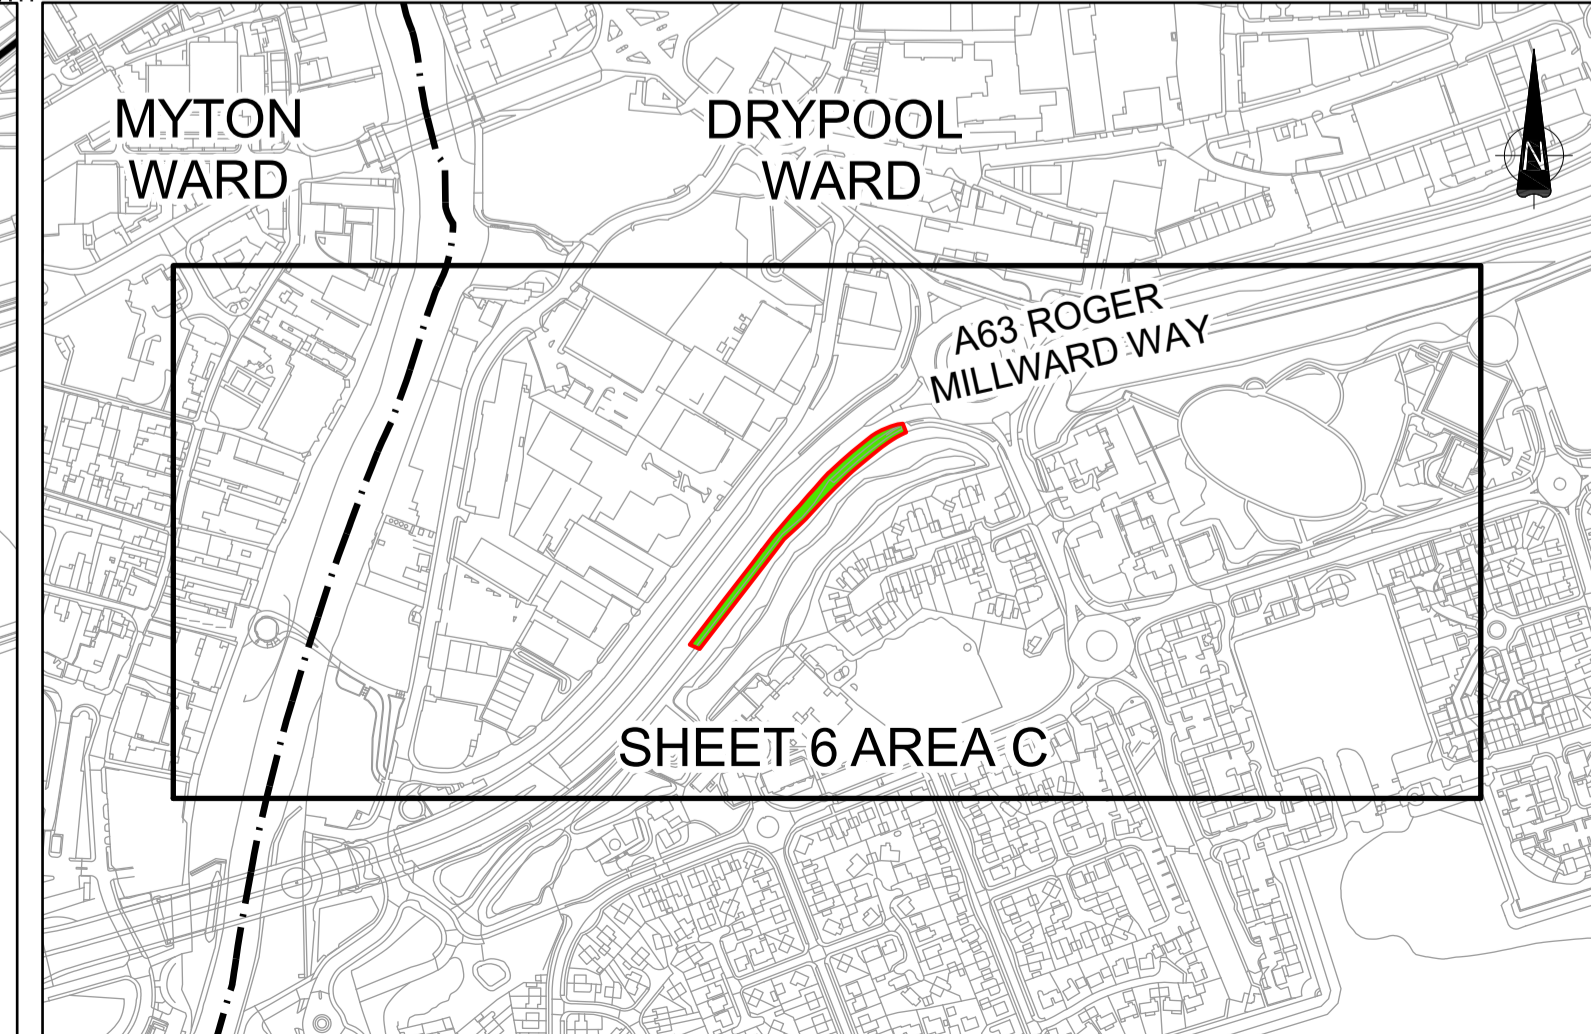 MYTON
WARD
DRYPOOL
WARD
N
A63 ROGER
MILLWARD WAY
SHEET 6 AREA C